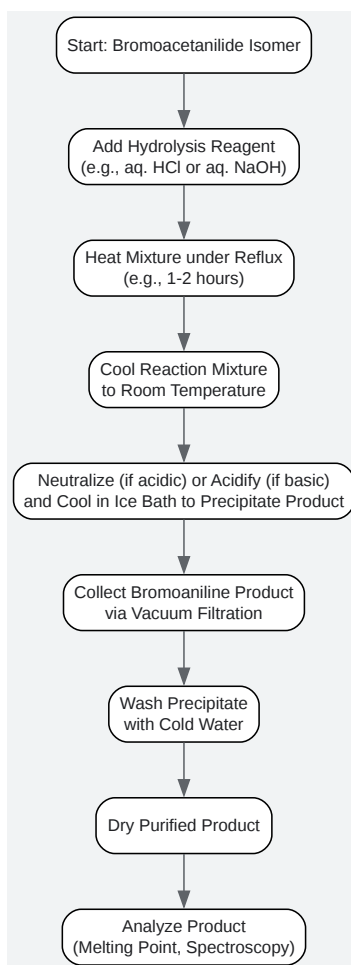 Start: Bromoacetanilide Isomer
Add Hydrolysis Reagent
(e.g., aq. HCl or aq. NaOH)
Heat Mixture under Reflux
(e.g., 1-2 hours)
Cool Reaction Mixture
to Room Temperature
Neutralize (if acidic) or Acidify (if basic)
and Cool in Ice Bath to Precipitate Product
Collect Bromoaniline Product
via Vacuum Filtration
Wash Precipitate
with Cold Water
Dry Purified Product
Analyze Product
(Melting Point, Spectroscopy)